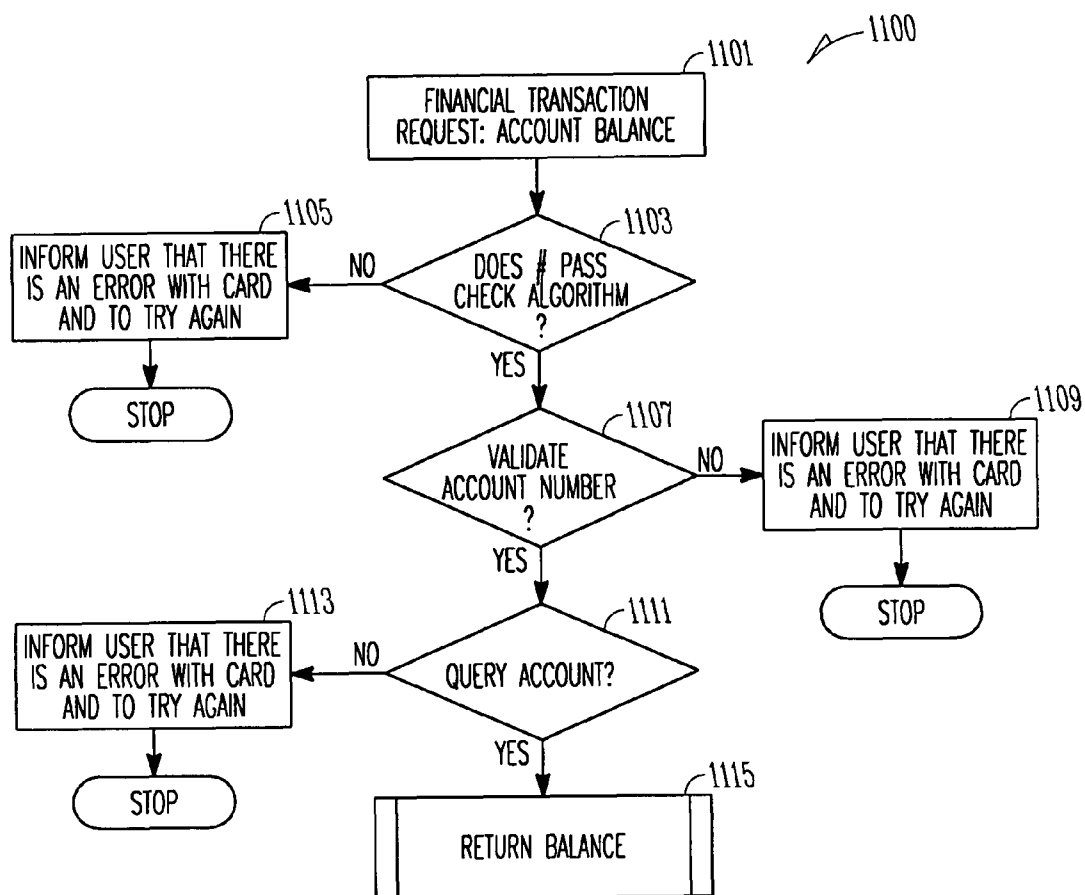 1100
1101
FINANCIAL TRANSACTION
REQUEST: ACCOUNT BALANCE
1103
DOES # PASS
CHECK ALGORITHM
?
NO
1105
INFORM USER THAT THERE
IS AN ERROR WITH CARD
AND TO TRY AGAIN
STOP
YES
1107
VALIDATE
ACCOUNT NUMBER
?
NO
1109
INFORM USER THAT THERE
IS AN ERROR WITH CARD
AND TO TRY AGAIN
STOP
YES
1111
QUERY ACCOUNT?
NO
1113
INFORM USER THAT THERE
IS AN ERROR WITH CARD
AND TO TRY AGAIN
STOP
YES
1115
RETURN BALANCE